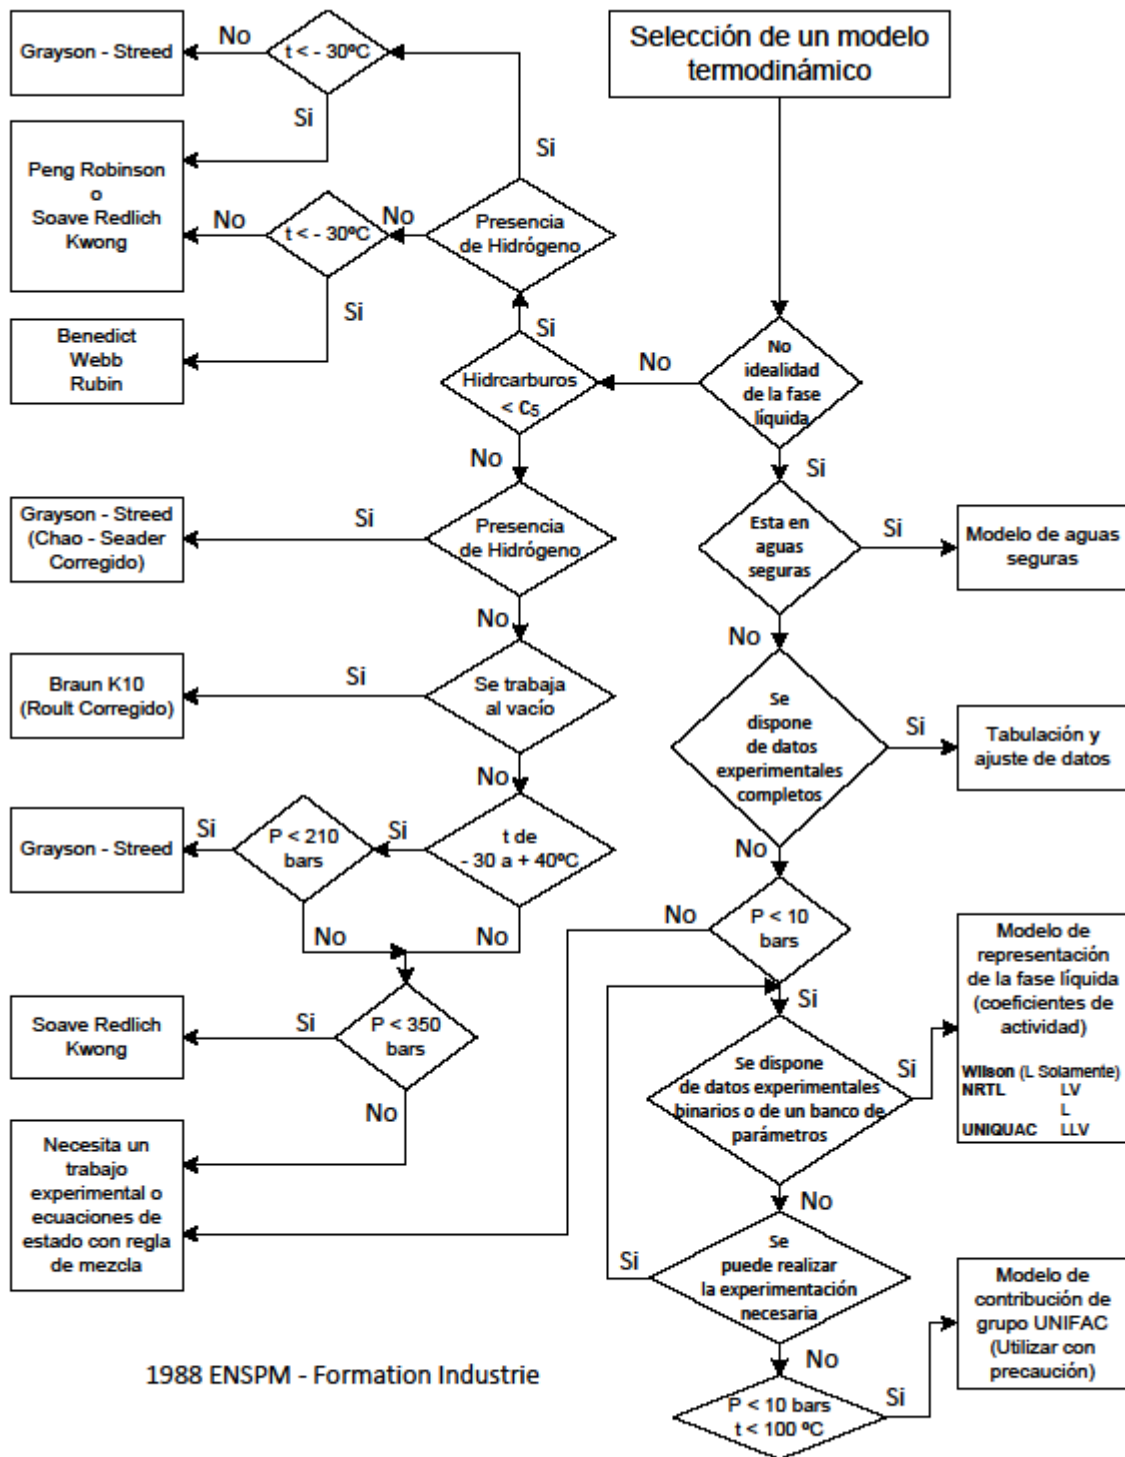 Selección de un modelo
termodinámico
Grayson - Streed
No
t < - 30ºC
Si
Si
Peng Robinson
o
Soave Redlich
Kwong
No
t < - 30ºC
No
Presencia
de Hidrógeno
Si
Si
Benedict
Webb
Rubin
Hidrcarburos
< C5
No
No
idealidad
de la fase
líquida
No
Si
Grayson - Streed
(Chao - Seader
Corregido)
Si
Presencia
de Hidrógeno
Esta en
aguas
seguras
Si
Modelo de aguas
seguras
No
No
Braun K10
(Roult Corregido)
Si
Se trabaja
al vacío
Se
dispone
de datos
experimentales
completos
Si
Tabulación y
ajuste de datos
No
No
Grayson - Streed
Si
P < 210
bars
Si
t de
- 30 a + 40ºC
No
No
No
P < 10
bars
Si
Modelo de
representación
de la fase líquida
(coeficientes de
actividad)
Wilson (L Solamente)
NRTL LV
L
UNIQUAC LLV
Soave Redlich
Kwong
Si
P < 350
bars
No
Se dispone
de datos experimentales
binarios o de un banco de
parámetros
Si
No
Necesita un
trabajo
experimental o
ecuaciones de
estado con regla
de mezcla
Si
Se
puede realizar
la experimentación
necesaria
No
Modelo de
contribución de
grupo UNIFAC
(Utilizar con
precaución)
P < 10 bars
t < 100 ºC
Si
1988 ENSPM - Formation Industrie